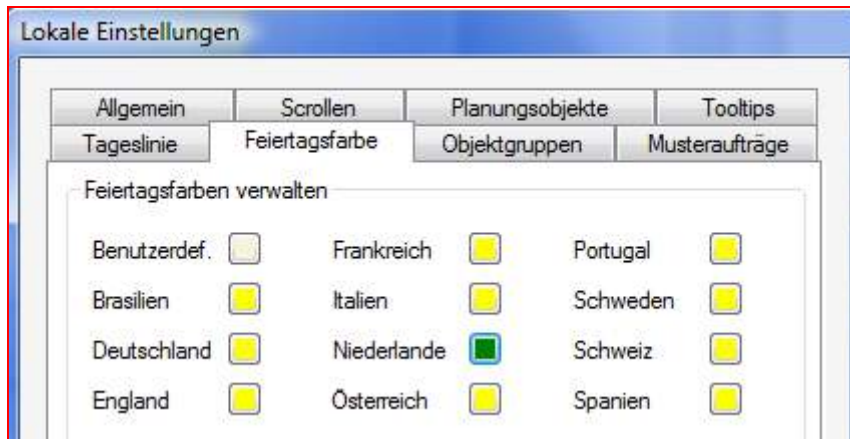 Lokale Einstellungen
Allgemein Scrollen Planungsobjekte Tooltips
Tageslinie Feiertagsfarbe Objektgruppen Musteraufträge
Feiertagsfarben verwalten
Benutzerdef. Frankreich Portugal
Brasilien Italien Schweden
Deutschland Niederlande Schweiz
England Österreich Spanien